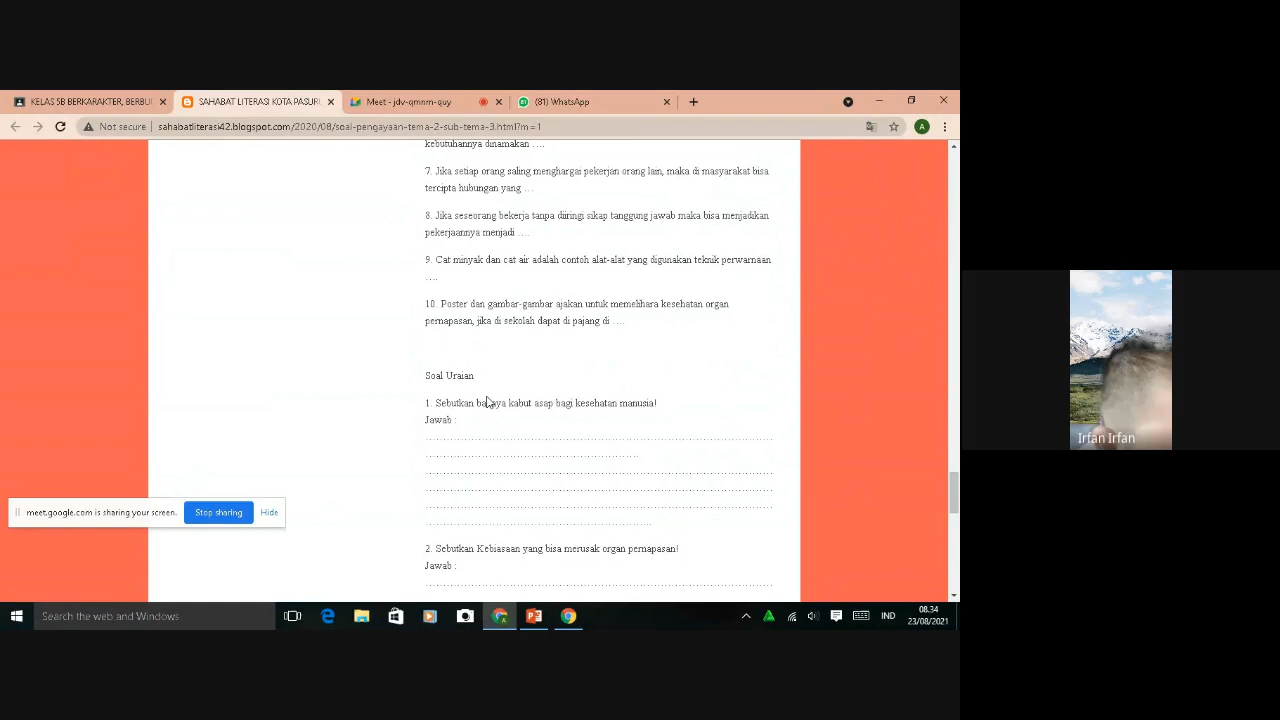 KELAS 5B BERKARAKTER, BERBU
SAHABAT LITERASI KOTA PASURU
Meet - jdv-qmnm-quy
(81) WhatsApp
Not secure
sahabatliterasi42.blogspot.com/2020/08/soal-pengayaan-tema-2-sub-tema-3.html?m=1
A
kebutuhannya dinamakan ....
7. Jika setiap orang saling menghargai pekerjan orang lain, maka di masyarakat bisa
tercipta hubungan yang ...
8. Jika seseorang bekerja tanpa diiringi sikap tanggung jawab maka bisa menjadikan
pekerjaannya menjadi ....
9. Cat minyak dan cat air adalah contoh alat-alat yang digunakan teknik perwarnaan
....
10. Poster dan gambar-gambar ajakan untuk memelihara kesehatan organ
pernapasan, jika di sekolah dapat di pajang di ....
Soal Uraian
1. Sebutkan bahaya kabut asap bagi kesehatan manusia!
Jawab :
meet.google.com is sharing your screen.
Stop sharing
Hide
2. Sebutkan Kebiasaan yang bisa merusak organ pernapasan!
Jawab :
Irfan Irfan
Search the web and Windows
IND
08.34
23/08/2021